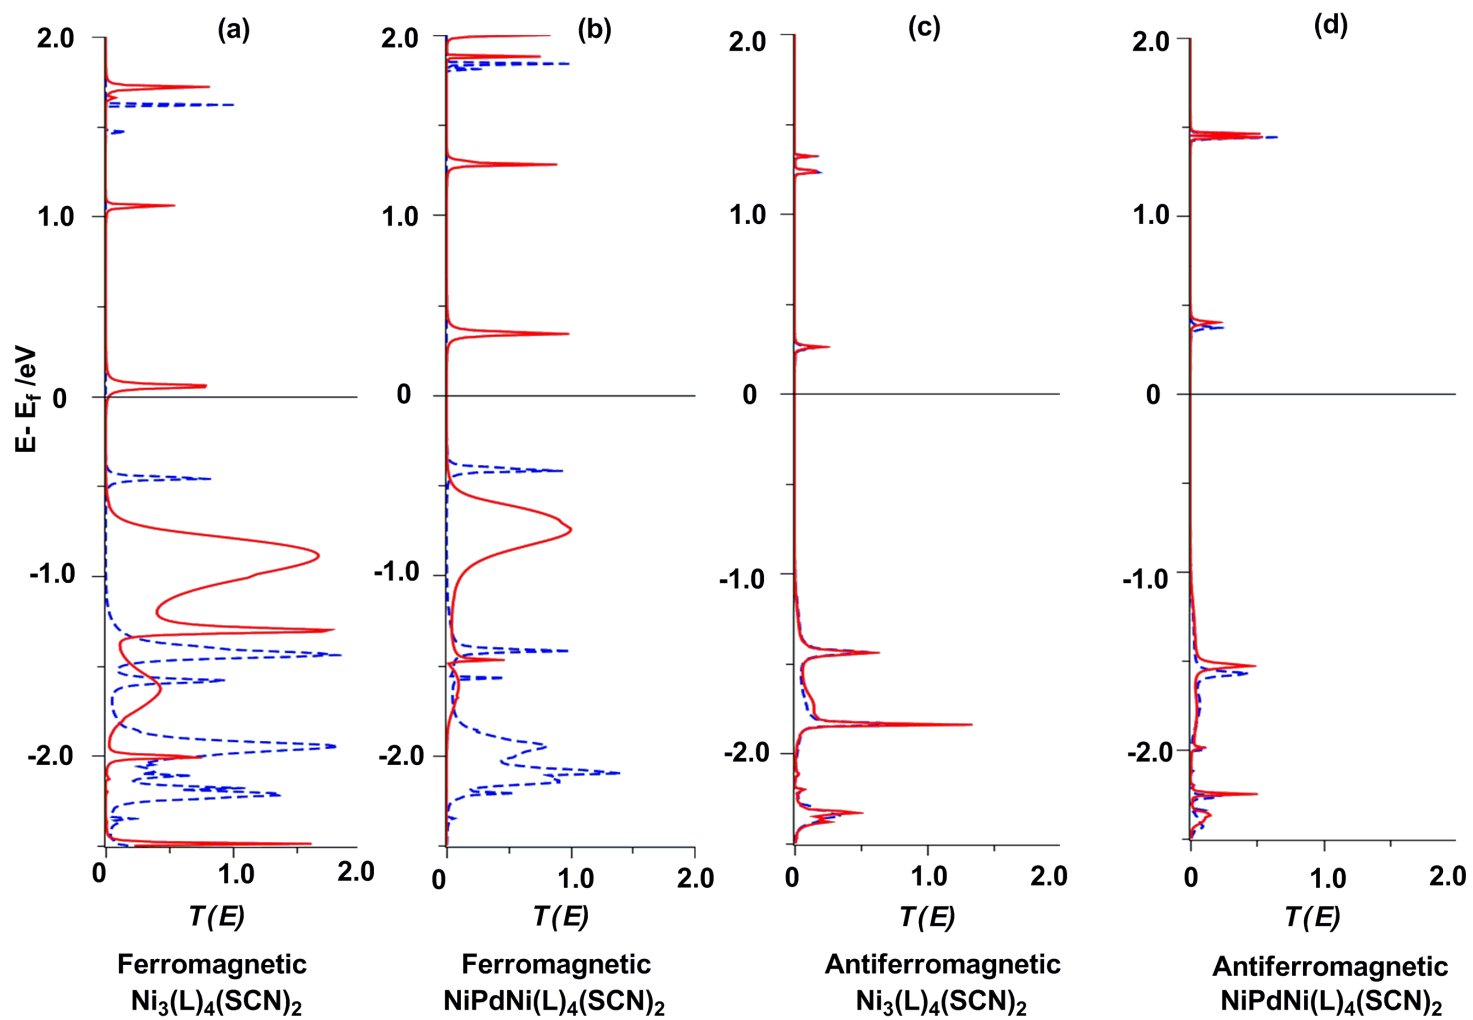 (a)
(b)
(c)
(d)
E- E_f /eV
2.0
1.0
0
-1.0
-2.0
0
1.0
2.0
T(E)
Ferromagnetic
Ni₃(L)₄(SCN)₂
2.0
1.0
0
-1.0
-2.0
0
1.0
2.0
T(E)
Ferromagnetic
NiPdNi(L)₄(SCN)₂
2.0
1.0
0
-1.0
-2.0
0
1.0
2.0
T(E)
Antiferromagnetic
Ni₃(L)₄(SCN)₂
2.0
1.0
0
-1.0
-2.0
0
1.0
2.0
T(E)
Antiferromagnetic
NiPdNi(L)₄(SCN)₂